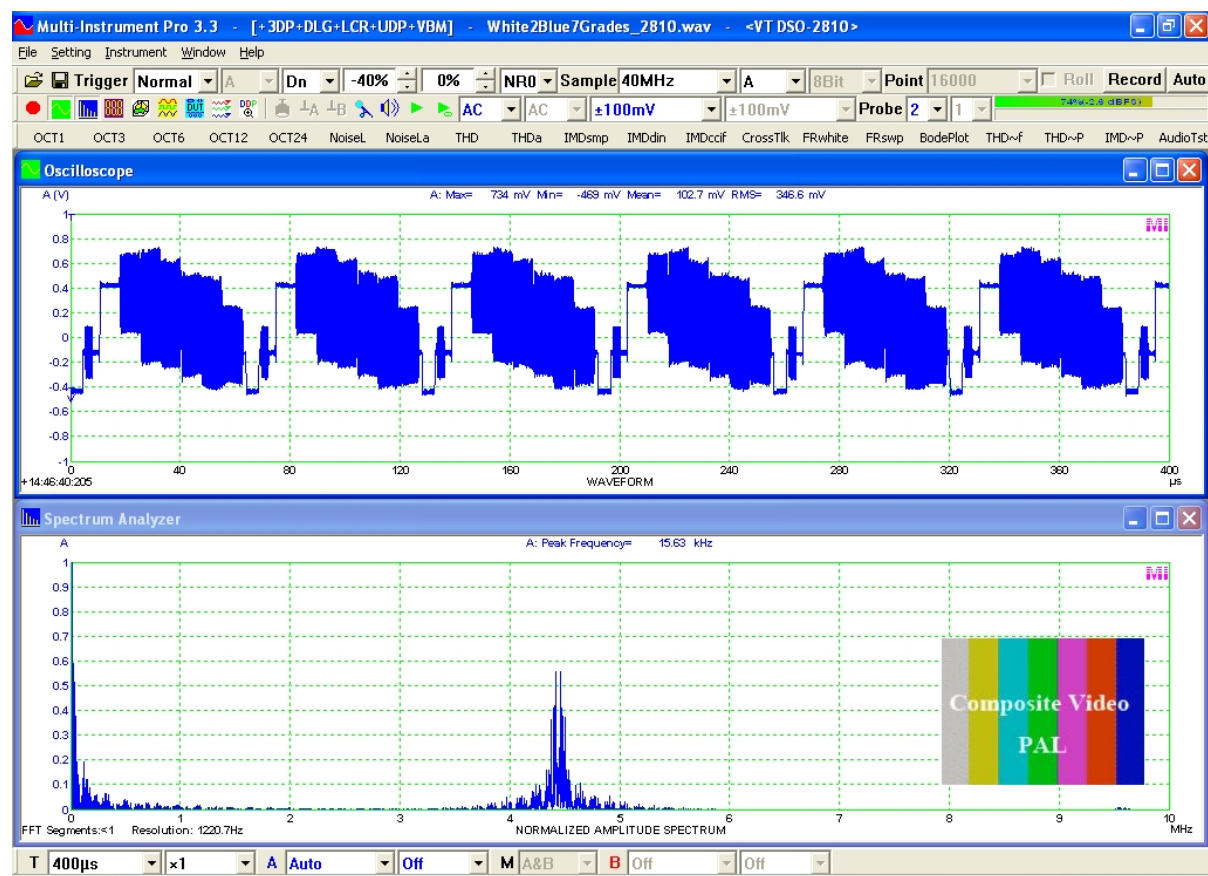 Multi-Instrument Pro 3.3 - [+3DP+DLG+LCR+UDP+VBM] - White2Blue7Grades_2810.wav - <VT DSO-2810>
File Setting Instrument Window Help
Trigger Normal A Dn -40% 0% NR0 Sample 40MHz A 8Bit Point 16000 Roll Record Auto
DUT DDP A B AC AC ±100mV ±100mV Probe 2 1 74%(-2.6 dBFS)
OCT1 OCT3 OCT6 OCT12 OCT24 NoiseL NoiseLa THD THDa IMDsmp IMDdin IMDccif CrossTlk FRwhite FRswp BodePlot THD~f THD~P IMD~P AudioTst
Oscilloscope
A (V) A: Max= 734 mV Min= -469 mV Mean= 102.7 mV RMS= 346.6 mV
MI
1
0.8
0.6
0.4
0.2
0
-0.2
-0.4
-0.6
-0.8
-1
0 40 80 120 160 200 240 280 320 360 400
+14:46:40:205 WAVEFORM µs
Spectrum Analyzer
A A: Peak Frequency= 15.63 kHz
MI
1
0.9
0.8
0.7
0.6
0.5
0.4
0.3
0.2
0.1
0
Composite Video
PAL
0 1 2 3 4 5 6 7 8 9 10
FFT Segments:<1 Resolution: 1220.7Hz NORMALIZED AMPLITUDE SPECTRUM MHz
T 400µs ×1 A Auto Off M A&B B Off Off